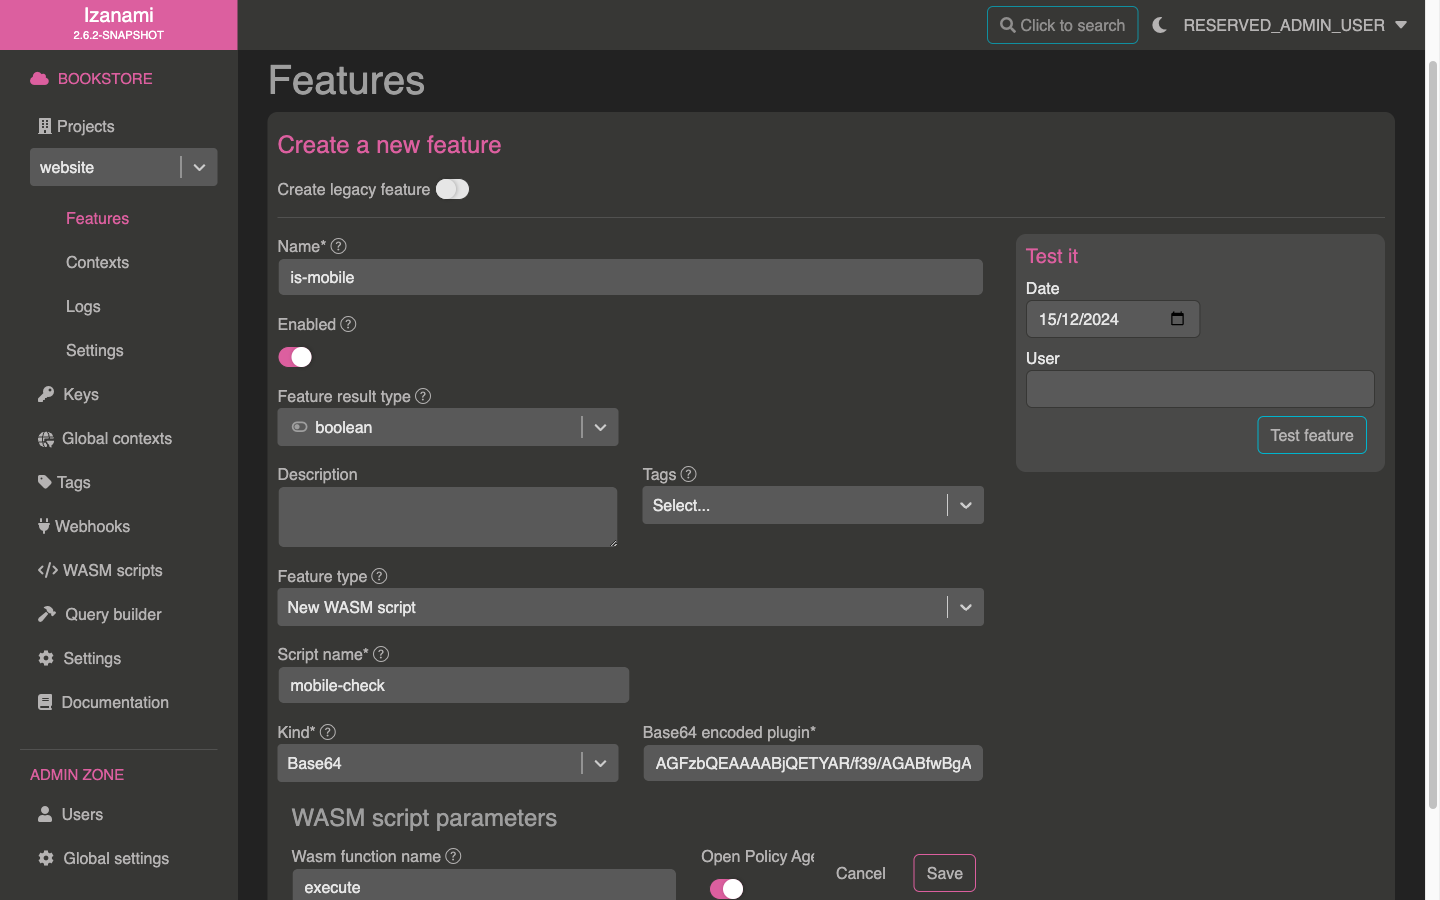 Izanami
2.6.2-SNAPSHOT
Click to search
RESERVED_ADMIN_USER
BOOKSTORE
Projects
website
Features
Contexts
Logs
Settings
Keys
Global contexts
Tags
Webhooks
WASM scripts
Query builder
Settings
Documentation
ADMIN ZONE
Users
Global settings
Features
Create a new feature
Create legacy feature
Name*
is-mobile
Enabled
Feature result type
boolean
Description
Tags
Select...
Feature type
New WASM script
Script name*
mobile-check
Kind*
Base64
Base64 encoded plugin*
AGFzbQEAAAABjQETYAR/f39/AGABfwBgA
WASM script parameters
Wasm function name
execute
Open Policy Age
Cancel
Save
Test it
Date
15/12/2024
User
Test feature